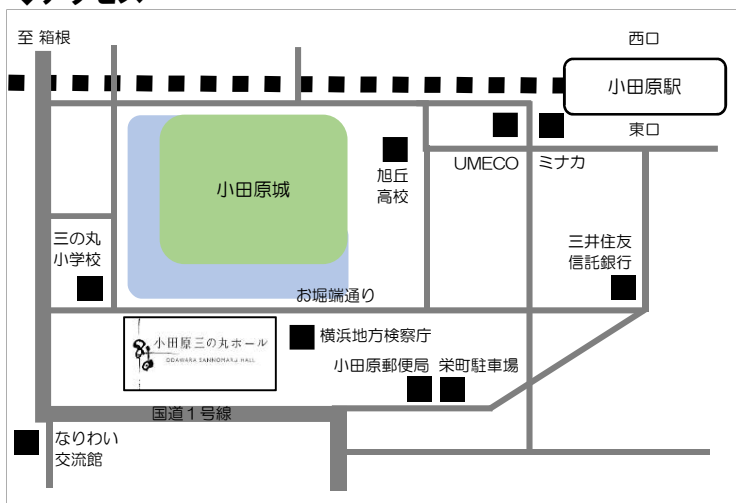 至 箱根
西口
小田原駅
東口
UMECO
ミナカ
旭丘
高校
小田原城
三の丸
小学校
三井住友
信託銀行
お堀端通り
小田原三の丸ホール
ODAWARA SANNOMARU HALL
横浜地方検察庁
小田原郵便局
栄町駐車場
国道1号線
なりわい
交流館